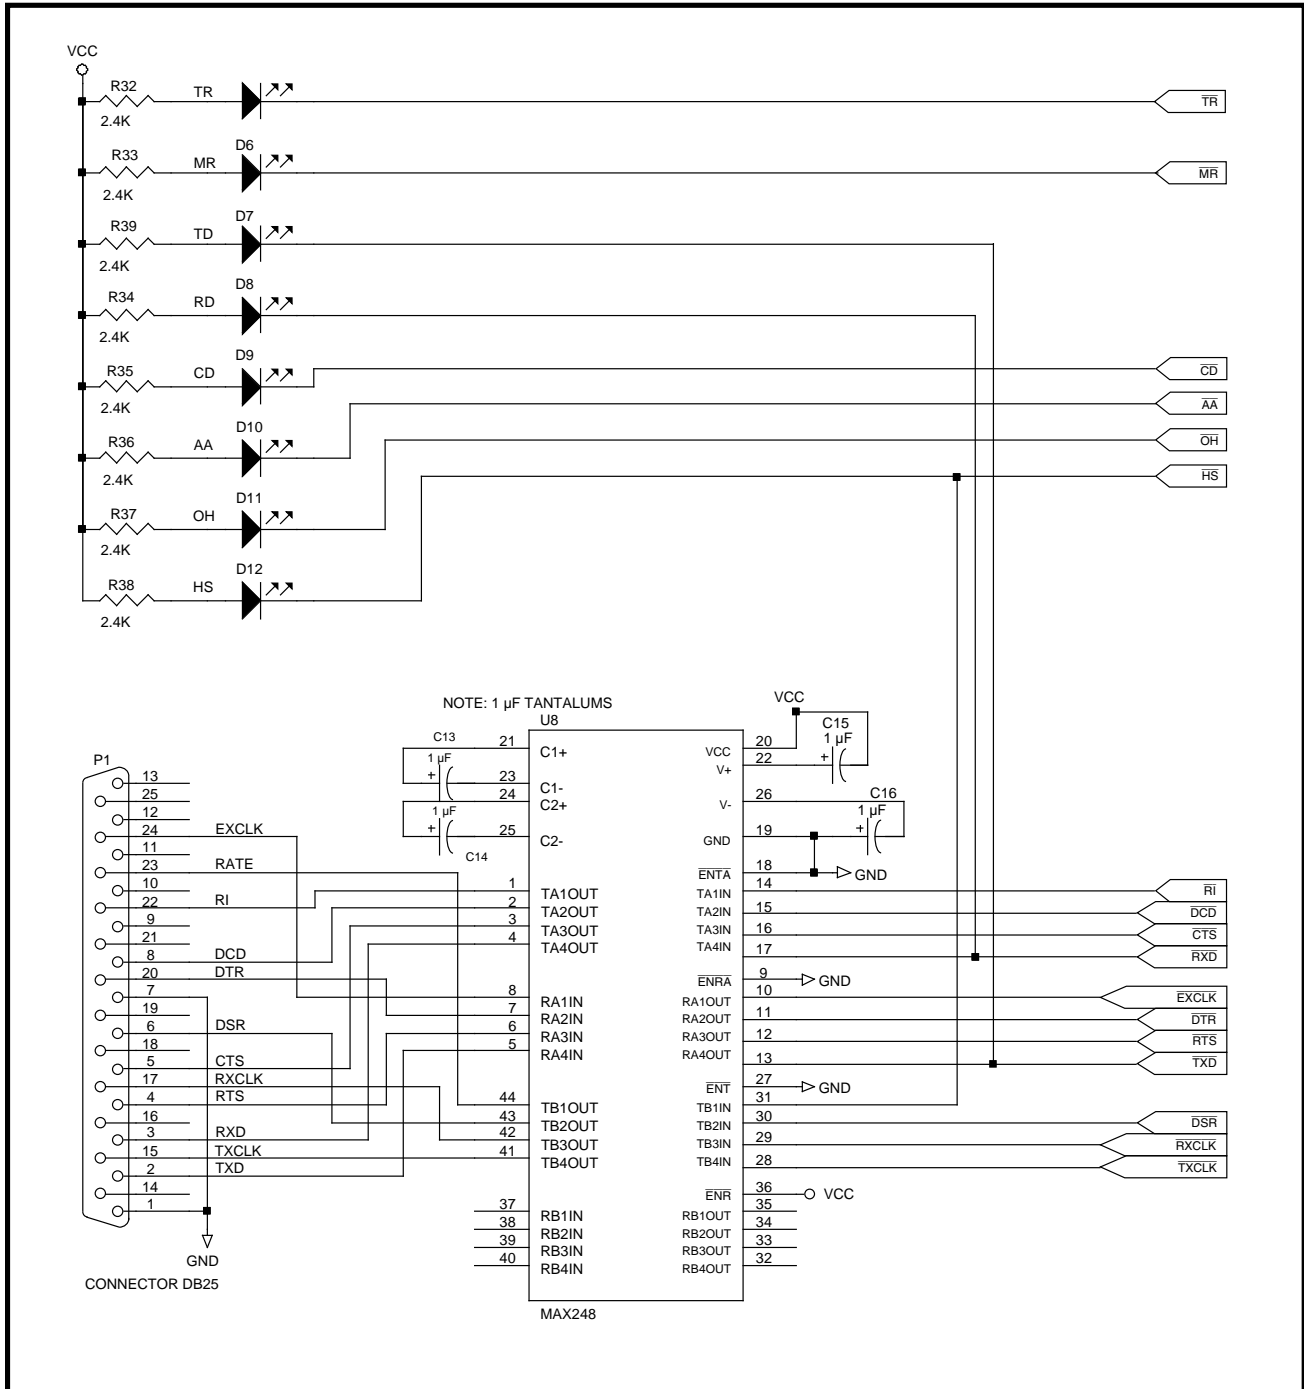 VCC
R32 TR TR
2.4K
D6
R33 MR MR
2.4K
D7
R39 TD
2.4K
D8
R34 RD
2.4K
D9
R35 CD CD
2.4K
AA
D10
R36 AA
2.4K
OH
HS
D11
R37 OH
2.4K
D12
R38 HS
2.4K
NOTE: 1 µF TANTALUMS
U8
VCC
C13 C15
1 µF 1 µF
+ +
21 C1+ VCC 20
V+ 22
23 C1-
24 C2+ V- 26
C16
1 µF 1 µF
+ +
25 C2- GND 19
C14
ENTA 18 GND
1 TA1OUT TA1IN 14 RI
2 TA2OUT TA2IN 15 DCD
3 TA3OUT TA3IN 16 CTS
4 TA4OUT TA4IN 17 RXD
ENRA 9 GND
8 RA1IN RA1OUT 10 EXCLK
7 RA2IN RA2OUT 11 DTR
6 RA3IN RA3OUT 12 RTS
5 RA4IN RA4OUT 13 TXD
ENT 27 GND
44 TB1OUT TB1IN 31
43 TB2OUT TB2IN 30 DSR
42 TB3OUT TB3IN 29 RXCLK
41 TB4OUT TB4IN 28 TXCLK
ENR 36 VCC
37 RB1IN RB1OUT 35
38 RB2IN RB2OUT 34
39 RB3IN RB3OUT 33
40 RB4IN RB4OUT 32
MAX248
P1
13
25
12
24 EXCLK
11
23 RATE
10
22 RI
9
21
8 DCD
20 DTR
7
19
6 DSR
18
5 CTS
17 RXCLK
4 RTS
16
3 RXD
15 TXCLK
2 TXD
14
1
GND
CONNECTOR DB25